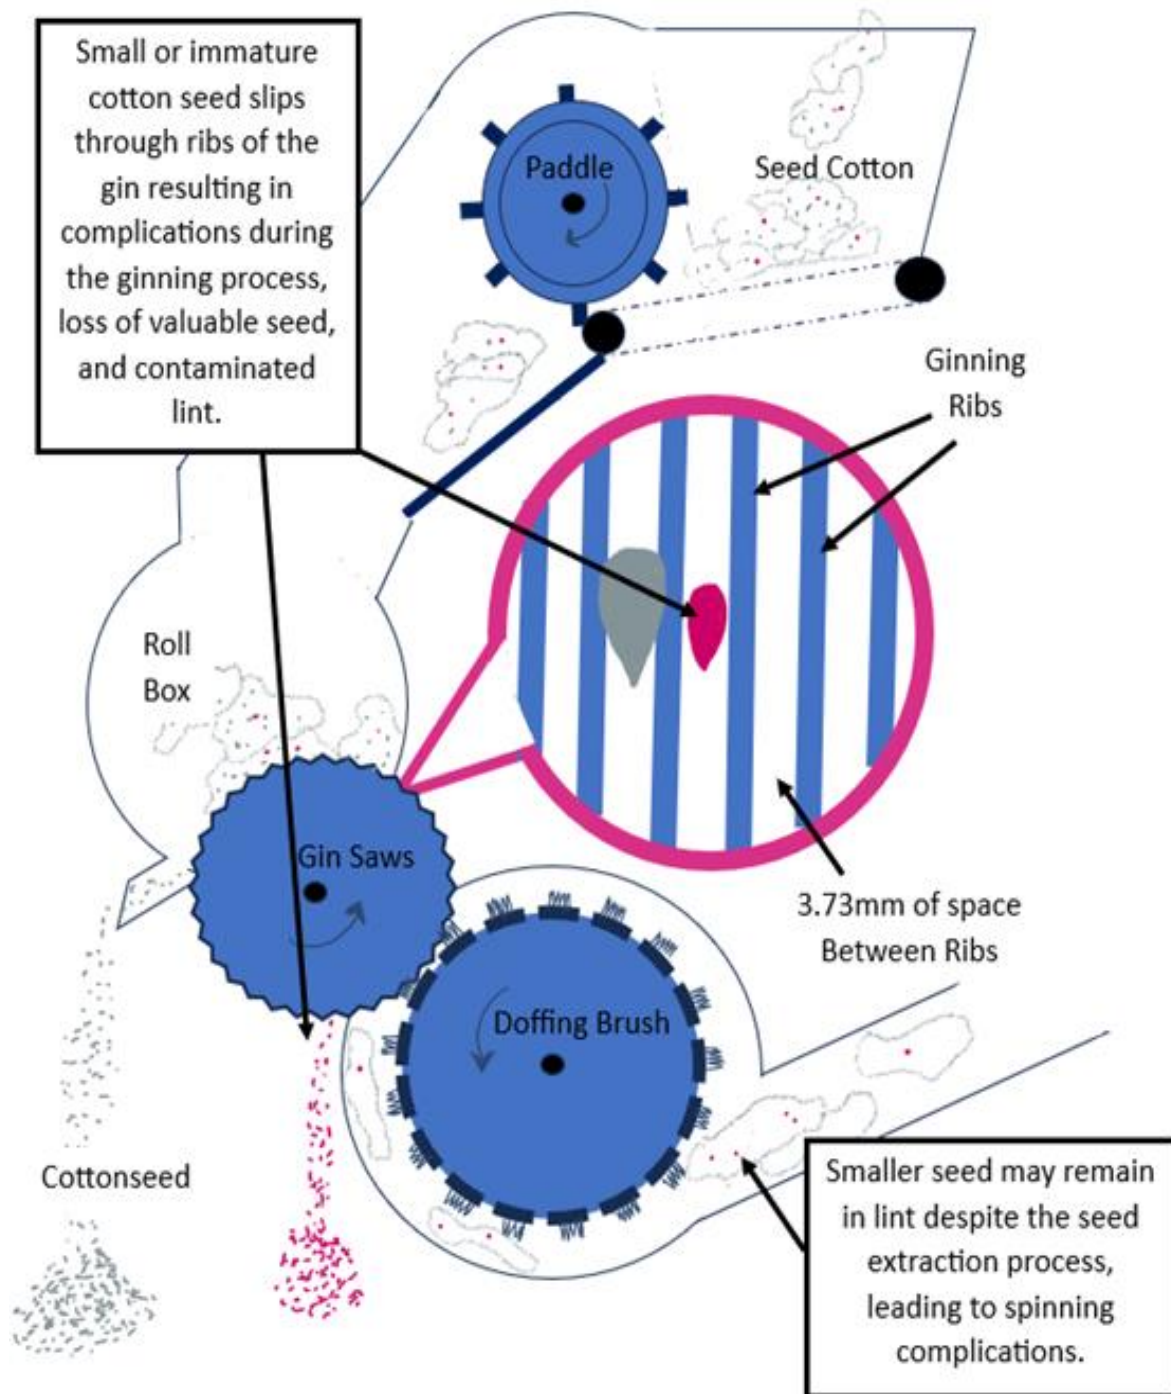 Small or immature
cotton seed slips
through ribs of the
gin resulting in
complications during
the ginning process,
loss of valuable seed,
and contaminated
lint.
Paddle
Seed Cotton
Ginning
Ribs
Roll
Box
Gin Saws
3.73mm of space
Between Ribs
Doffing Brush
Cottonseed
Smaller seed may remain
in lint despite the seed
extraction process,
leading to spinning
complications.